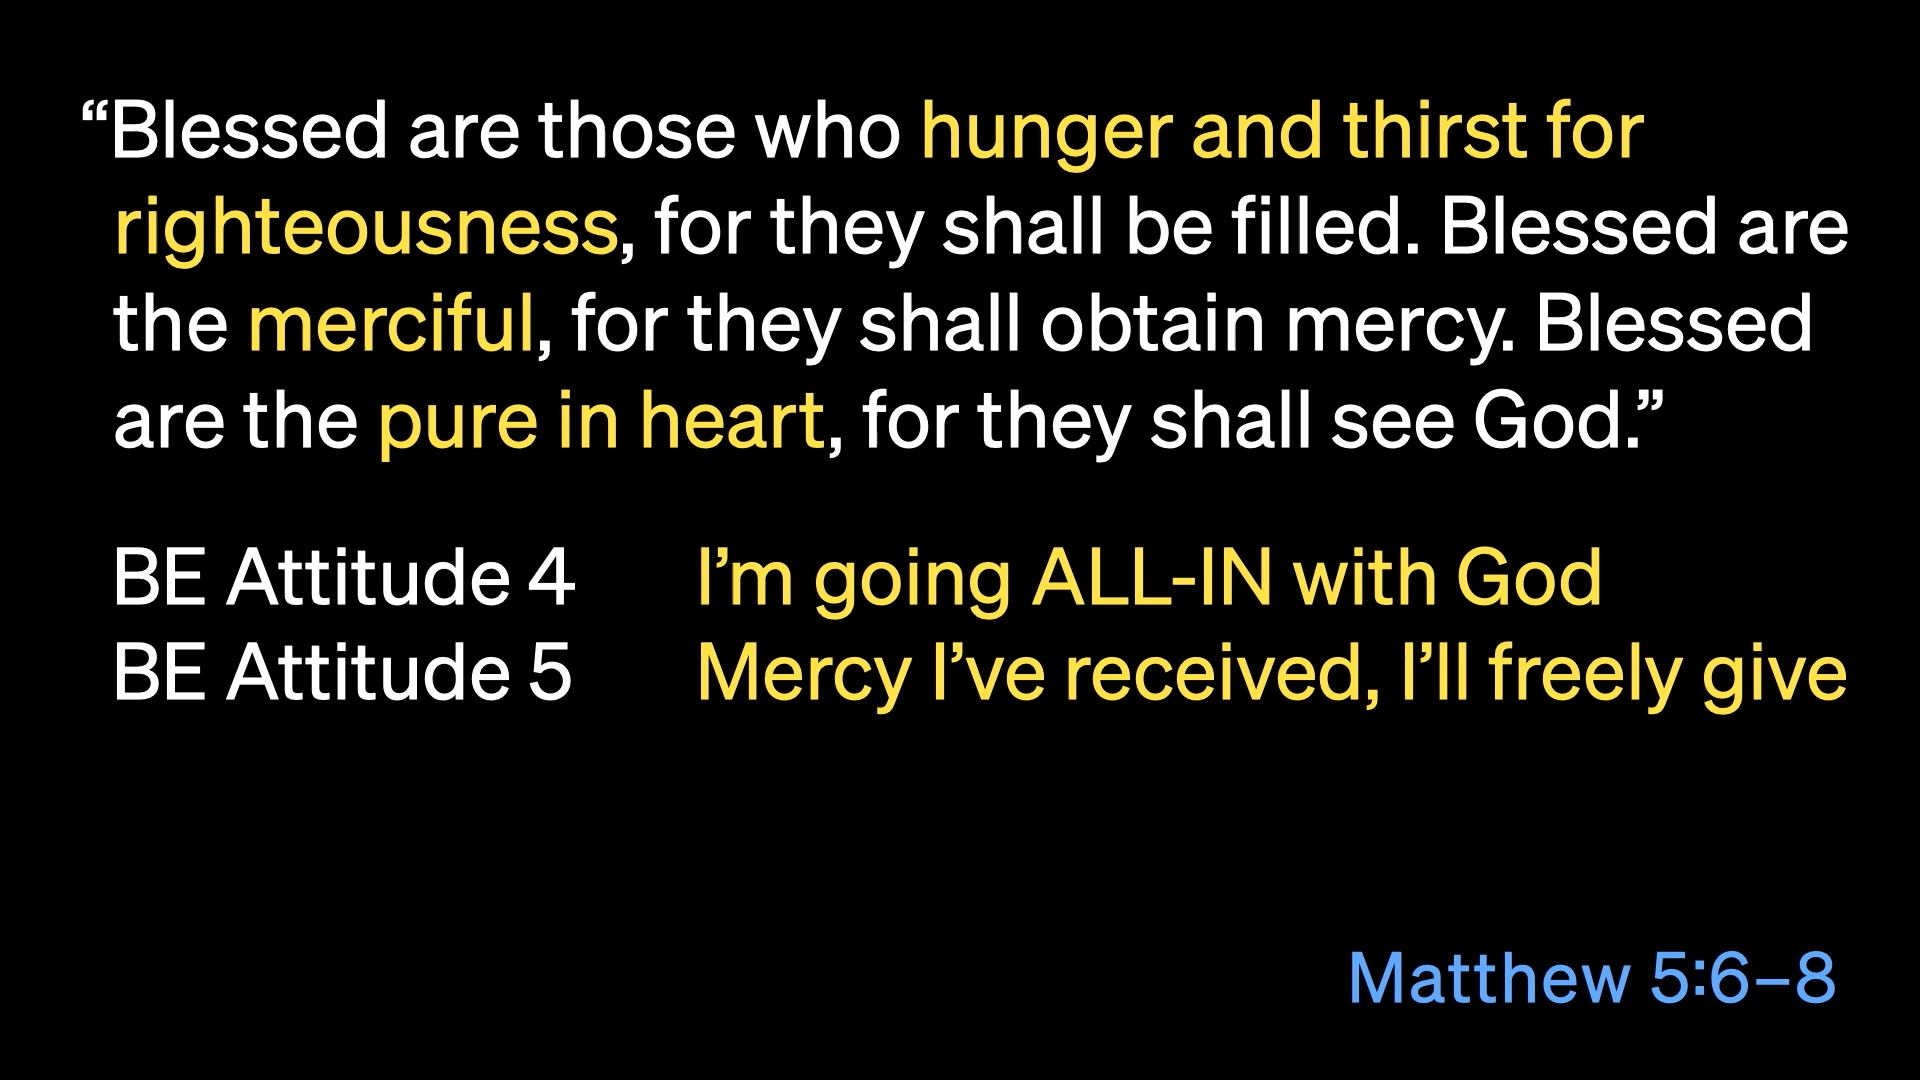 “Blessed are those who hunger and thirst for
righteousness, for they shall be filled. Blessed are
the merciful, for they shall obtain mercy. Blessed
are the pure in heart, for they shall see God.”
BE Attitude 4 I’m going ALL-IN with God
BE Attitude 5 Mercy I’ve received, I’ll freely give
Matthew 5:6–8